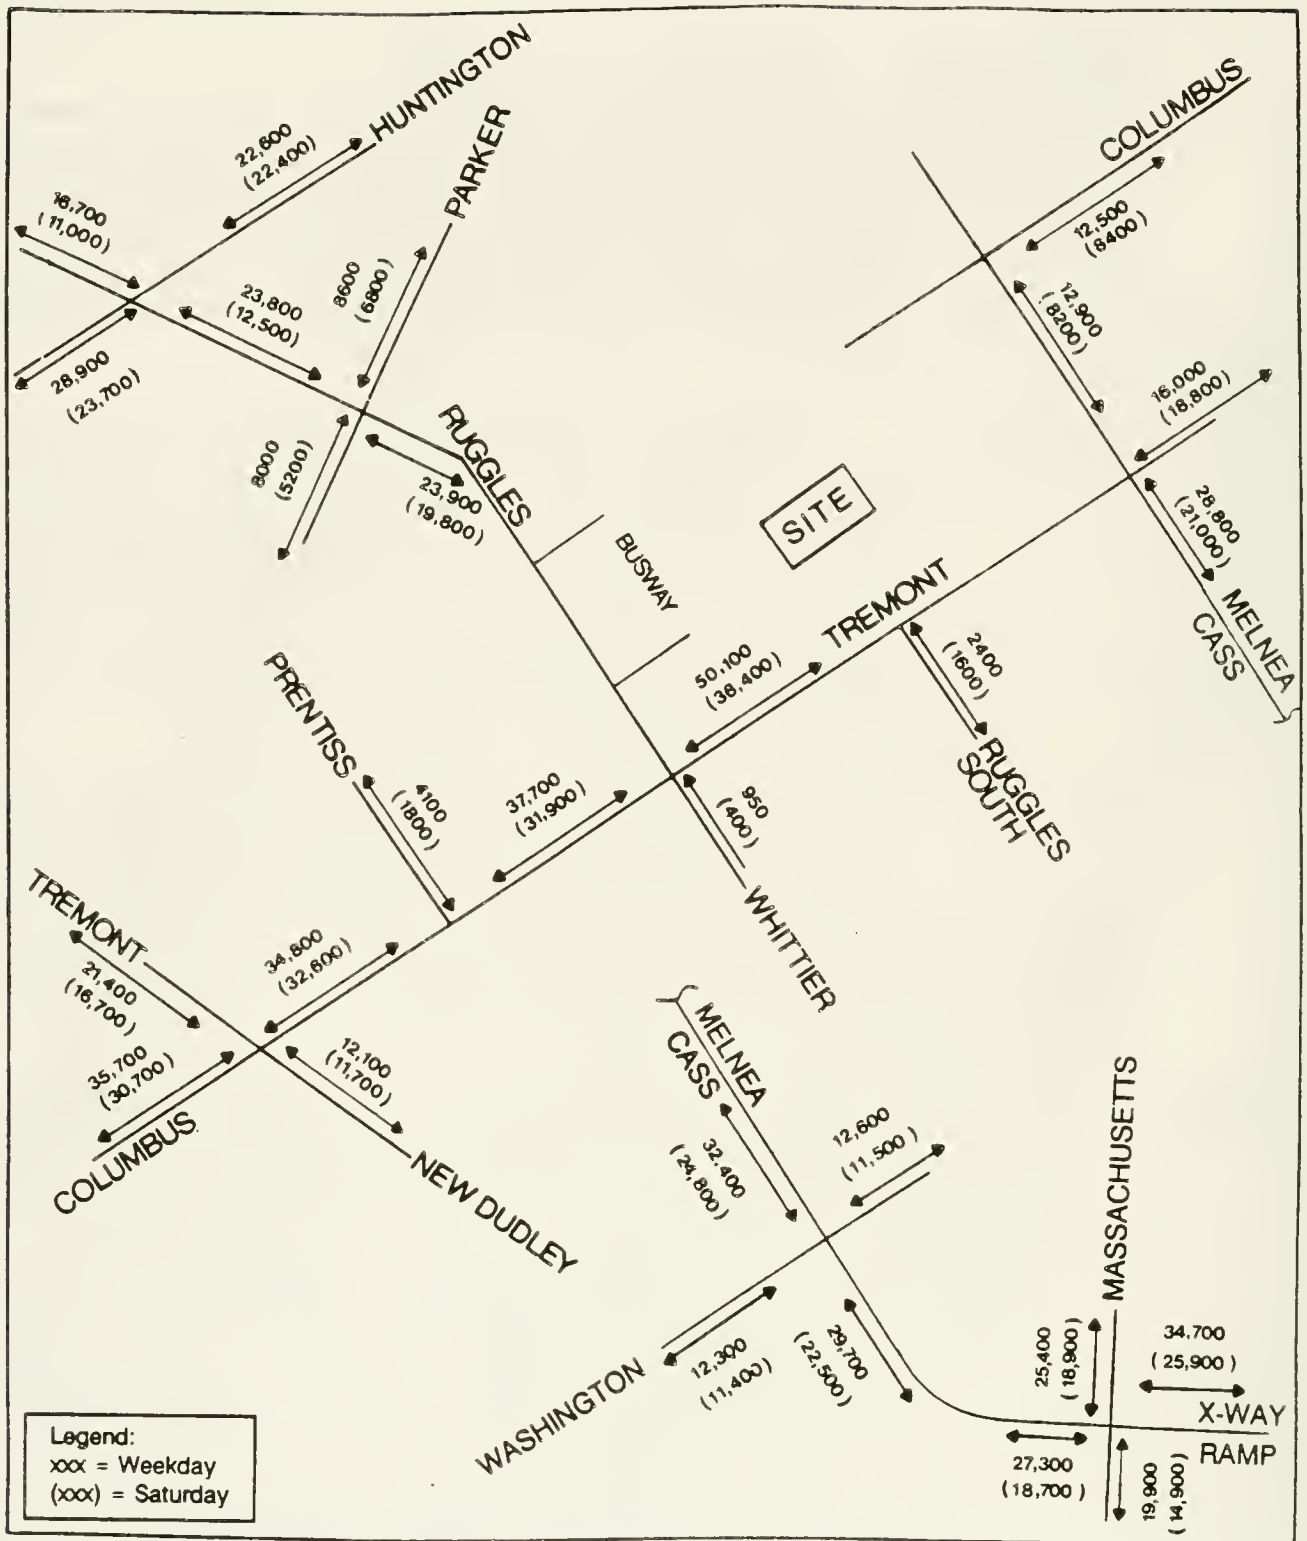 HUNTINGTON
22,600
(22,400)
PARKER
16,700
(11,000)
23,800
(12,500)
8600
(6800)
28,900
(23,700)
8000
(5200)
23,900
(19,800)
RUGGLES
COLUMBUS
12,500
(8400)
12,900
(8200)
16,000
(18,800)
28,800
(21,000)
MELNEA
CASS
SITE
BUSWAY
TREMONT
50,100
(38,400)
2400
(1600)
RUGGLES
SOUTH
PRENTISS
4100
(1800)
37,700
(31,900)
950
(400)
WHITTIER
TREMONT
21,400
(16,700)
34,600
(32,600)
35,700
(30,700)
12,100
(11,700)
COLUMBUS
NEW DUDLEY
MELNEA
CASS
32,400
(24,800)
12,600
(11,500)
WASHINGTON
12,300
(11,400)
29,700
(22,500)
MASSACHUSETTS
25,400
(18,900)
34,700
(25,900)
X-WAY
RAMP
27,300
(18,700)
19,900
(14,900)
Legend:
xxx = Weekday
(xxx) = Saturday